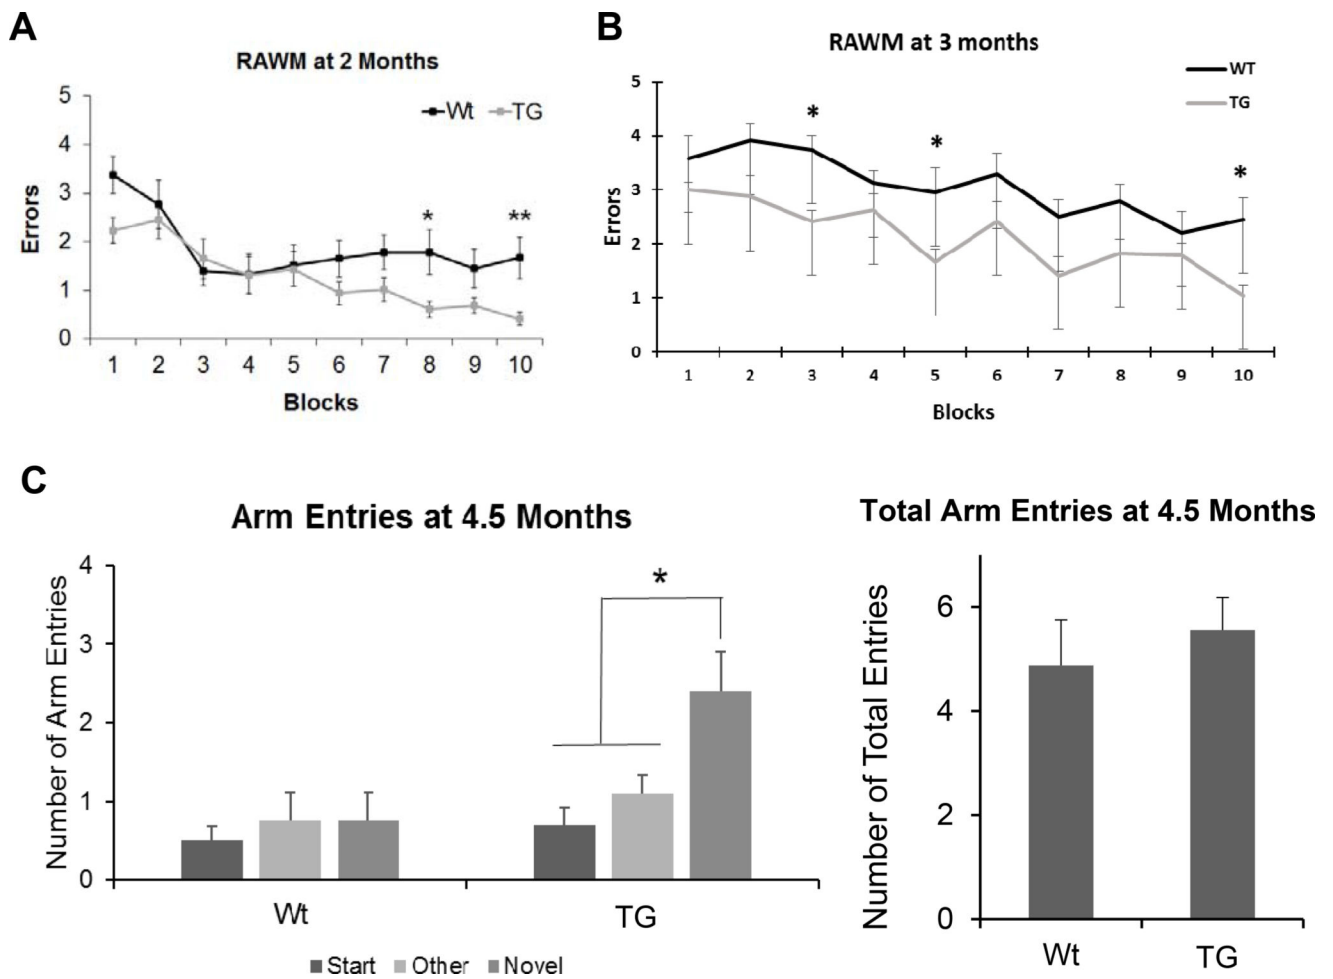 A
RAWM at 2 Months
Errors
5
4
3
2
1
0
Wt TG
* **
1 2 3 4 5 6 7 8 9 10
Blocks
B
RAWM at 3 months
Errors
5
4
3
2
1
0
WT
TG
* * *
1 2 3 4 5 6 7 8 9 10
Blocks
C
Arm Entries at 4.5 Months
Number of Arm Entries
4
3
2
1
0
*
Wt TG
Start Other Novel
Total Arm Entries at 4.5 Months
Number of Total Entries
6
4
2
0
Wt TG